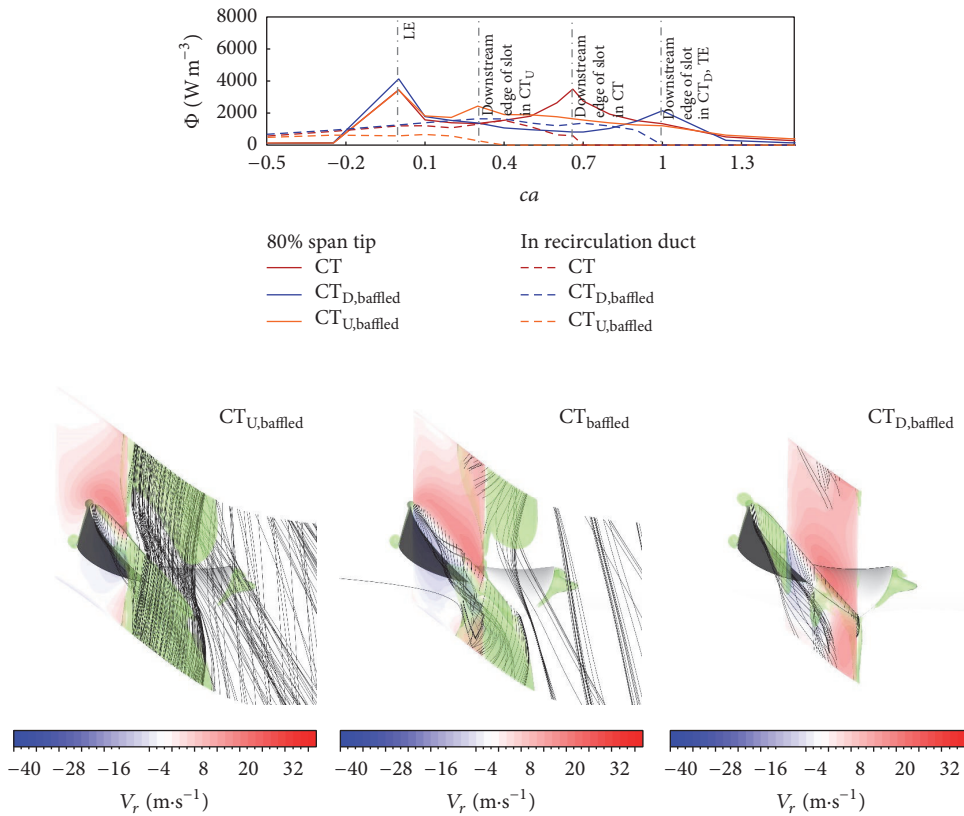 8000
6000
4000
2000
0
Φ (W m⁻³)
LE
Downstream
edge of slot
in CT_U
Downstream
edge of slot
in CT
Downstream
edge of slot
in CT_D, TE
−0.5 −0.2 0.1 0.4 0.7 1 1.3
ca
80% span tip
CT
CT_D,baffled
CT_U,baffled
In recirculation duct
CT
CT_D,baffled
CT_U,baffled
CT_U,baffled
CT_baffled
CT_D,baffled
−40 −28 −16 −4 8 20 32
V_r (m·s⁻¹)
−40 −28 −16 −4 8 20 32
V_r (m·s⁻¹)
−40 −28 −16 −4 8 20 32
V_r (m·s⁻¹)